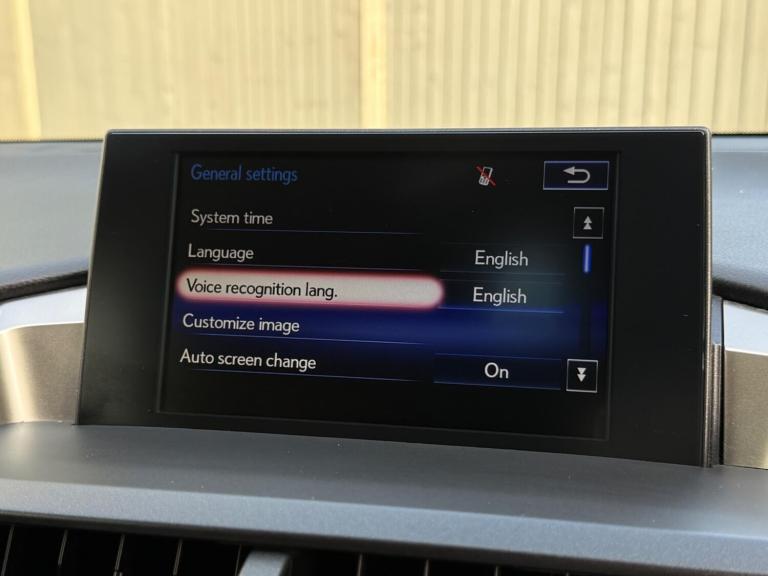 General settings
System time
Language English
Voice recognition lang. English
Customize image
Auto screen change On